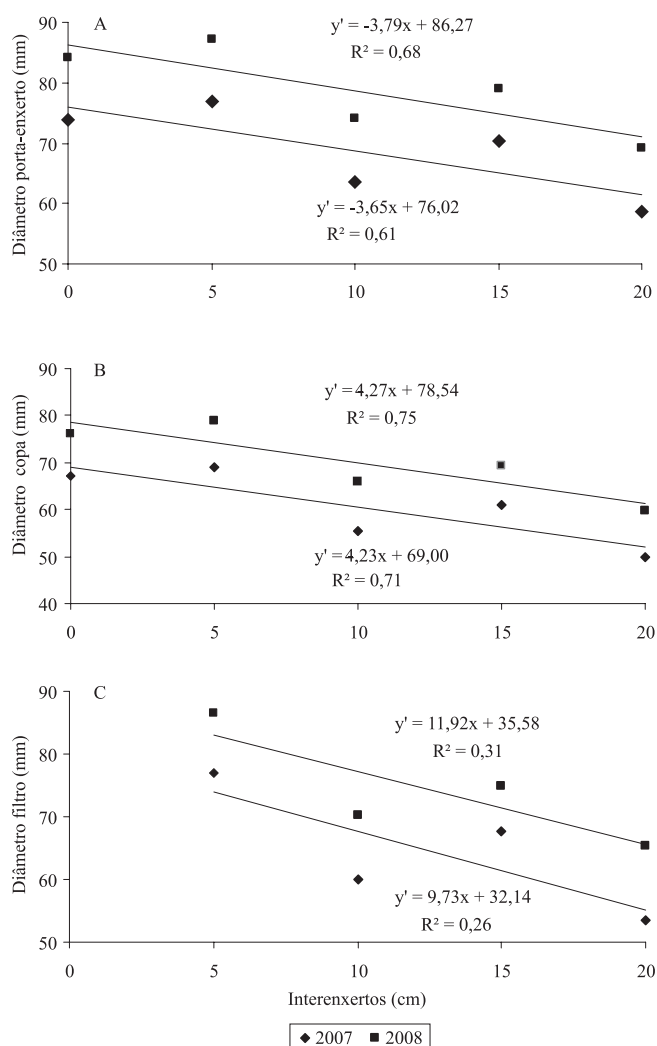 A
y' = -3,79x + 86,27
R² = 0,68
y' = -3,65x + 76,02
R² = 0,61
Diâmetro porta-enxerto (mm)
90
80
70
60
50
0 5 10 15 20
B
y' = 4,27x + 78,54
R² = 0,75
y' = 4,23x + 69,00
R² = 0,71
Diâmetro copa (mm)
90
80
70
60
50
40
0 5 10 15 20
C
y' = 11,92x + 35,58
R² = 0,31
y' = 9,73x + 32,14
R² = 0,26
Diâmetro filtro (mm)
90
80
70
60
50
0 5 10 15 20
Interenxertos (cm)
2007 2008